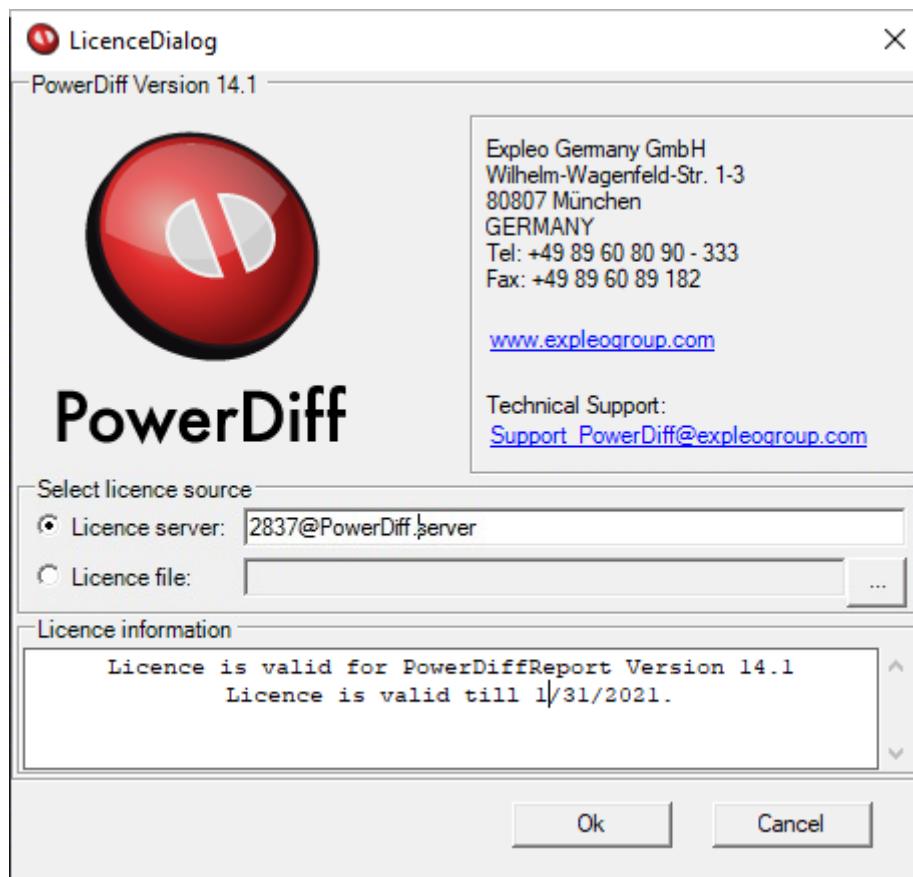 LicenceDialog
PowerDiff Version 14.1
PowerDiff
Expleo Germany GmbH
Wilhelm-Wagenfeld-Str. 1-3
80807 München
GERMANY
Tel: +49 89 60 80 90 - 333
Fax: +49 89 60 89 182
www.expleogroup.com
Technical Support:
Support_PowerDiff@expleogroup.com
Select licence source
Licence server: 2837@PowerDiff.server
Licence file:
...
Licence information
Licence is valid for PowerDiffReport Version 14.1
Licence is valid till 1/31/2021.
Ok Cancel